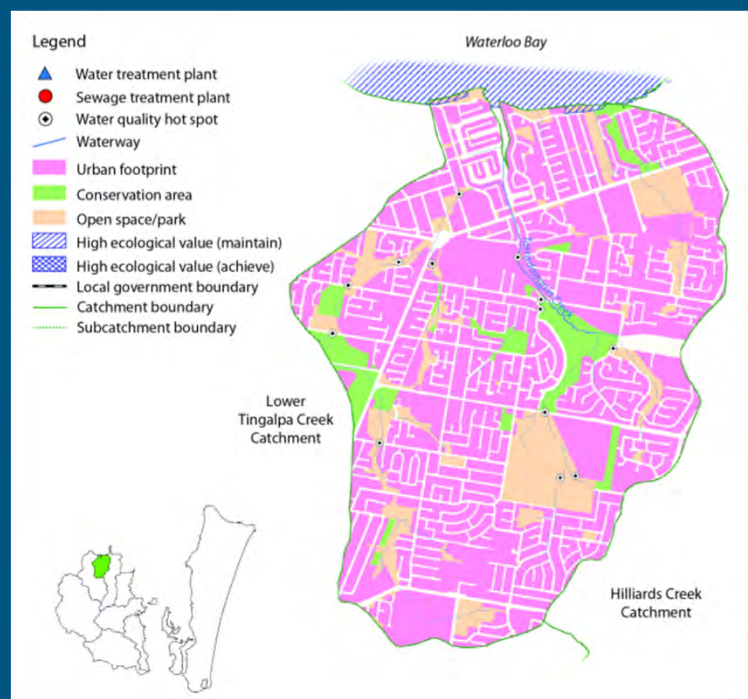 Legend
Water treatment plant
Sewage treatment plant
Water quality hot spot
Waterway
Urban footprint
Conservation area
Open space/park
High ecological value (maintain)
High ecological value (achieve)
Local government boundary
Catchment boundary
Subcatchment boundary
Waterloo Bay
Lower
Tingalpa Creek
Catchment
Hilliards Creek
Catchment